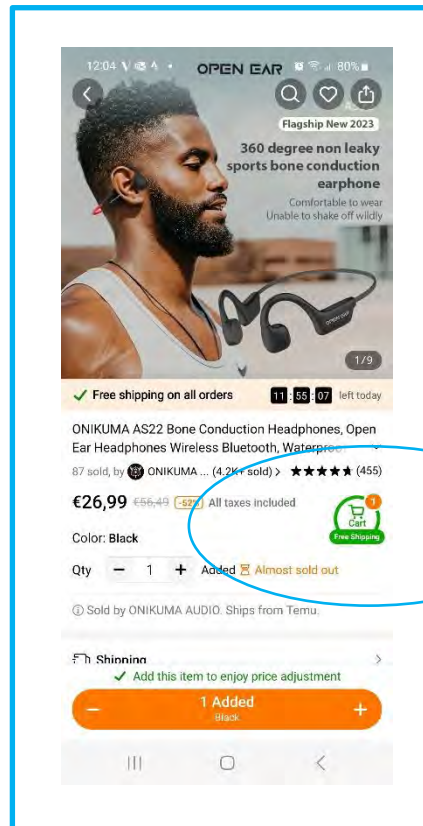 12:04
OPEN EAR
80%
Flagship New 2023
360 degree non leaky
sports bone conduction
earphone
Comfortable to wear
Unable to shake off wildly
OPEN EAR
1/9
✓ Free shipping on all orders 11:55:07 left today
ONIKUMA AS22 Bone Conduction Headphones, Open
Ear Headphones Wireless Bluetooth,
87 sold, by ONIKUMA ... (4.2K+ sold) > ★★★★★ (455)
€26,99 €56,49 -52% All taxes included
1
Cart
Free Shipping
Color: Black
Qty − 1 + Added Almost sold out
Sold by ONIKUMA AUDIO. Ships from Temu.
Shipping >
✓ Add this item to enjoy price adjustment
− 1 Added +
Black